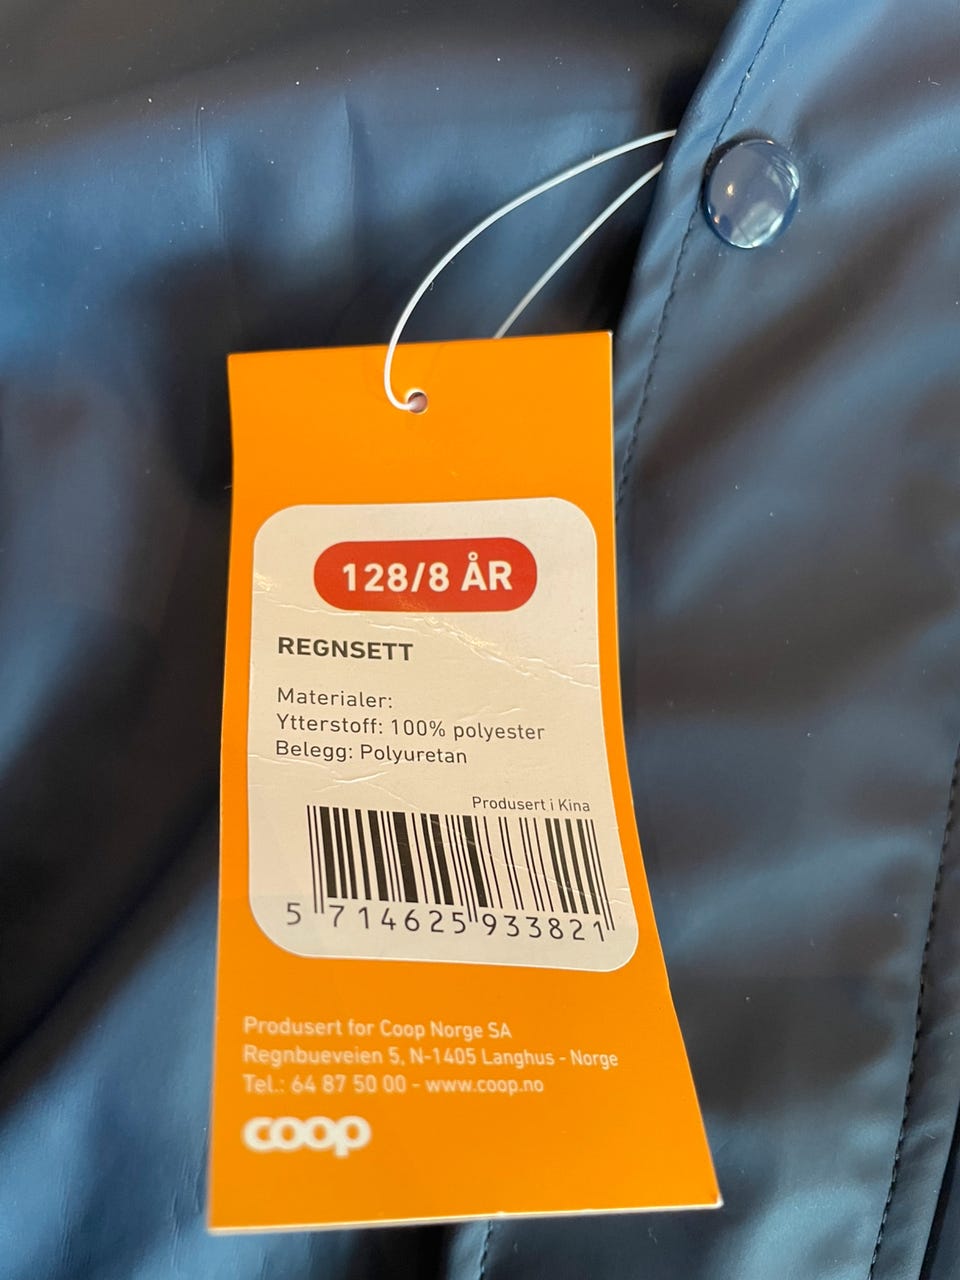 128/8 ÅR
REGNSETT
Materialer:
Ytterstoff: 100% polyester
Belegg: Polyuretan
Produsert i Kina
5 714625 933821
Produsert for Coop Norge SA
Regnbueveien 5, N-1405 Langhus - Norge
Tel.: 64 87 50 00 - www.coop.no
coop